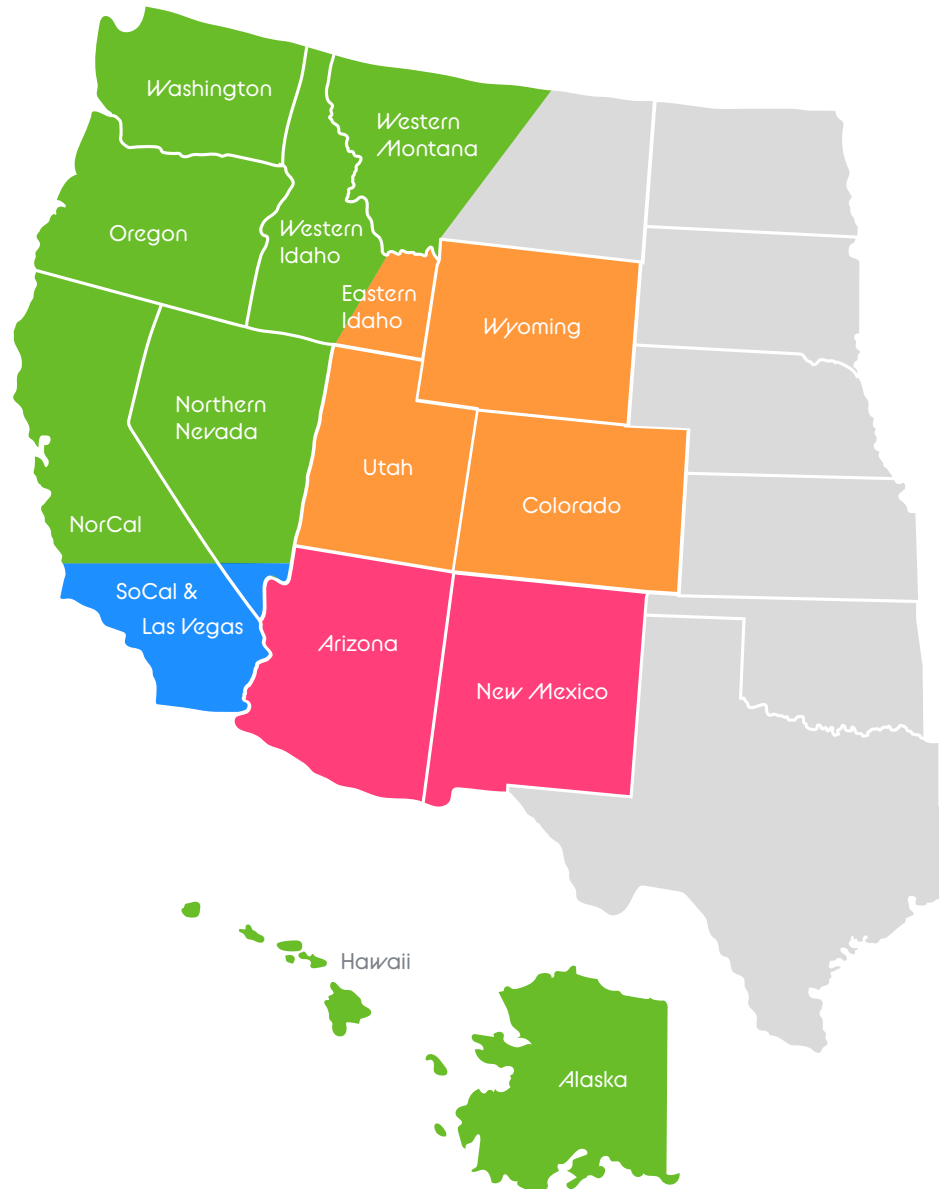 Washington
Western
Montana
Oregon
Western
Idaho
Eastern
Idaho
Wyoming
Northern
Nevada
Utah
Colorado
NorCal
SoCal &
Las Vegas
Arizona
New Mexico
Hawaii
Alaska